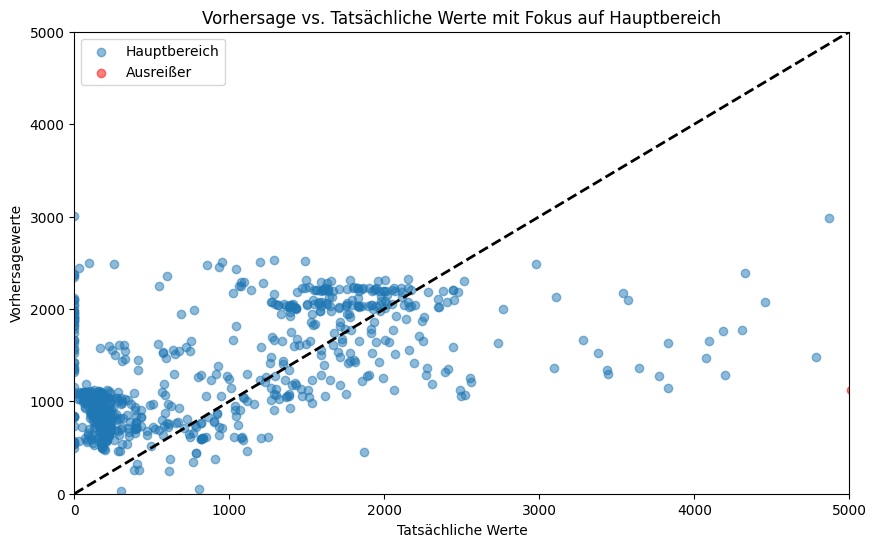 Vorhersage vs. Tatsächliche Werte mit Fokus auf Hauptbereich
Hauptbereich
Ausreißer
Vorhersagewerte
5000
4000
3000
2000
1000
0
0 1000 2000 3000 4000 5000
Tatsächliche Werte